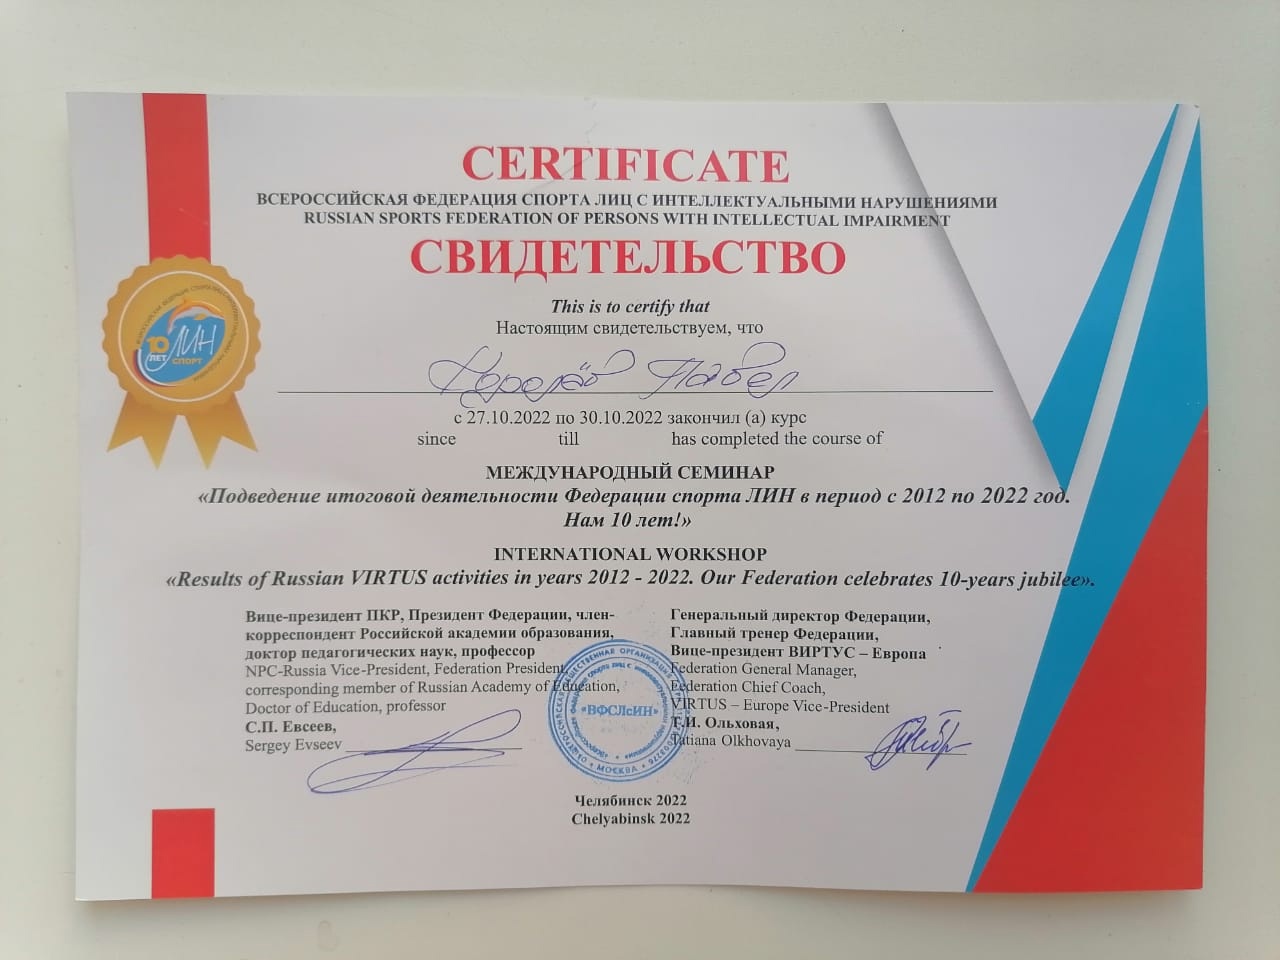 CERTIFICATE
ВСЕРОССИЙСКАЯ ФЕДЕРАЦИЯ СПОРТА ЛИЦ С ИНТЕЛЛЕКТУАЛЬНЫМИ НАРУШЕНИЯМИ
RUSSIAN SPORTS FEDERATION OF PERSONS WITH INTELLECTUAL IMPAIRMENT
СВИДЕТЕЛЬСТВО
10 ЛЕТ
ЛИН
СПОРТ
This is to certify that
Настоящим свидетельствуем, что
Королёв Павел
с 27.10.2022 по 30.10.2022 закончил (а) курс
since till has completed the course of
МЕЖДУНАРОДНЫЙ СЕМИНАР
«Подведение итоговой деятельности Федерации спорта ЛИН в период с 2012 по 2022 год.
Нам 10 лет!»
INTERNATIONAL WORKSHOP
«Results of Russian VIRTUS activities in years 2012 - 2022. Our Federation celebrates 10-years jubilee».
Вице-президент ПКР, Президент Федерации, член-
корреспондент Российской академии образования,
доктор педагогических наук, профессор
NPC-Russia Vice-President, Federation President,
corresponding member of Russian Academy of Education,
Doctor of Education, professor
С.П. Евсеев,
Sergey Evseev
Генеральный директор Федерации,
Главный тренер Федерации,
Вице-президент ВИРТУС – Европа
Federation General Manager,
Federation Chief Coach,
VIRTUS – Europe Vice-President
Т.И. Ольховая,
Tatiana Olkhovaya
«ВФСЛсИН»
МОСКВА
Челябинск 2022
Chelyabinsk 2022